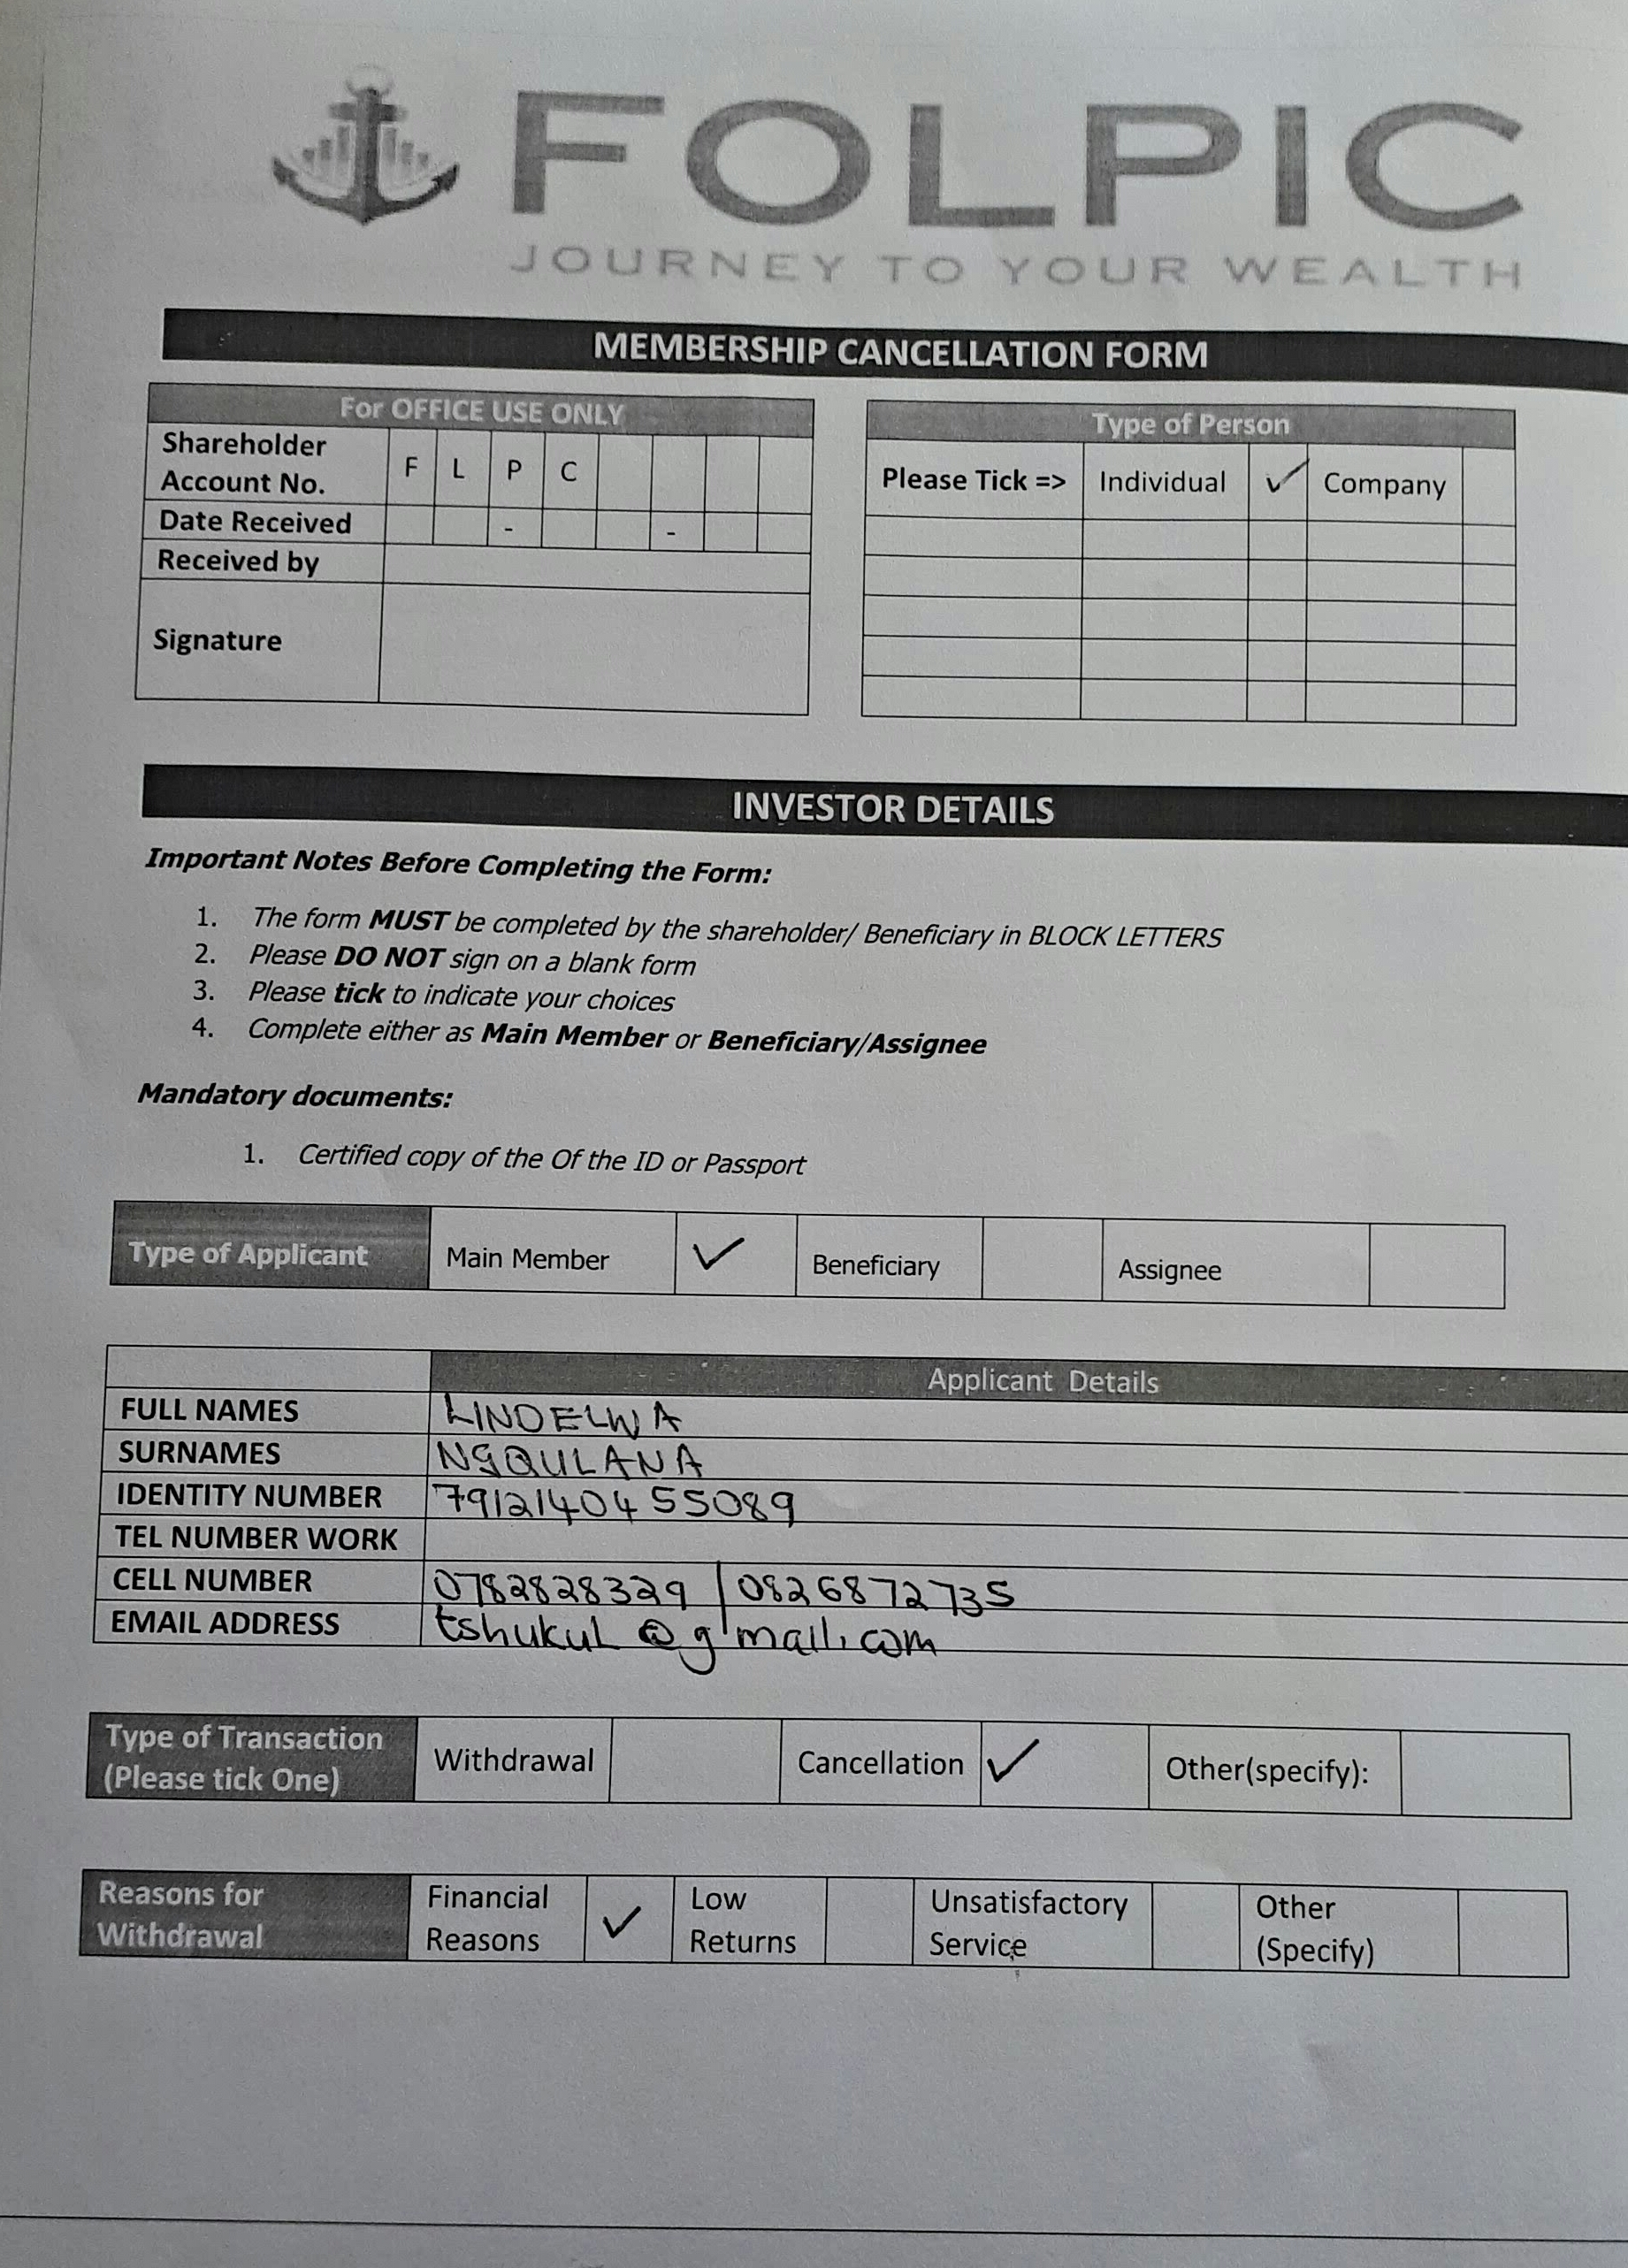 FOLPIC
JOURNEY TO YOUR WEALTH
MEMBERSHIP CANCELLATION FORM
For OFFICE USE ONLY
Shareholder Account No. F L P C
Date Received - -
Received by
Signature
Type of Person
Please Tick => Individual ✓ Company
INVESTOR DETAILS
Important Notes Before Completing the Form:
1. The form MUST be completed by the shareholder/ Beneficiary in BLOCK LETTERS
2. Please DO NOT sign on a blank form
3. Please tick to indicate your choices
4. Complete either as Main Member or Beneficiary/Assignee
Mandatory documents:
1. Certified copy of the Of the ID or Passport
Type of Applicant Main Member ✓ Beneficiary Assignee
Applicant Details
FULL NAMES LINDELWA
SURNAMES NGQULANA
IDENTITY NUMBER 7912140455089
TEL NUMBER WORK
CELL NUMBER 0782828329 / 0826872735
EMAIL ADDRESS tshukul@gmail.com
Type of Transaction (Please tick One) Withdrawal Cancellation ✓ Other(specify):
Reasons for Withdrawal Financial Reasons ✓ Low Returns Unsatisfactory Service Other (Specify)